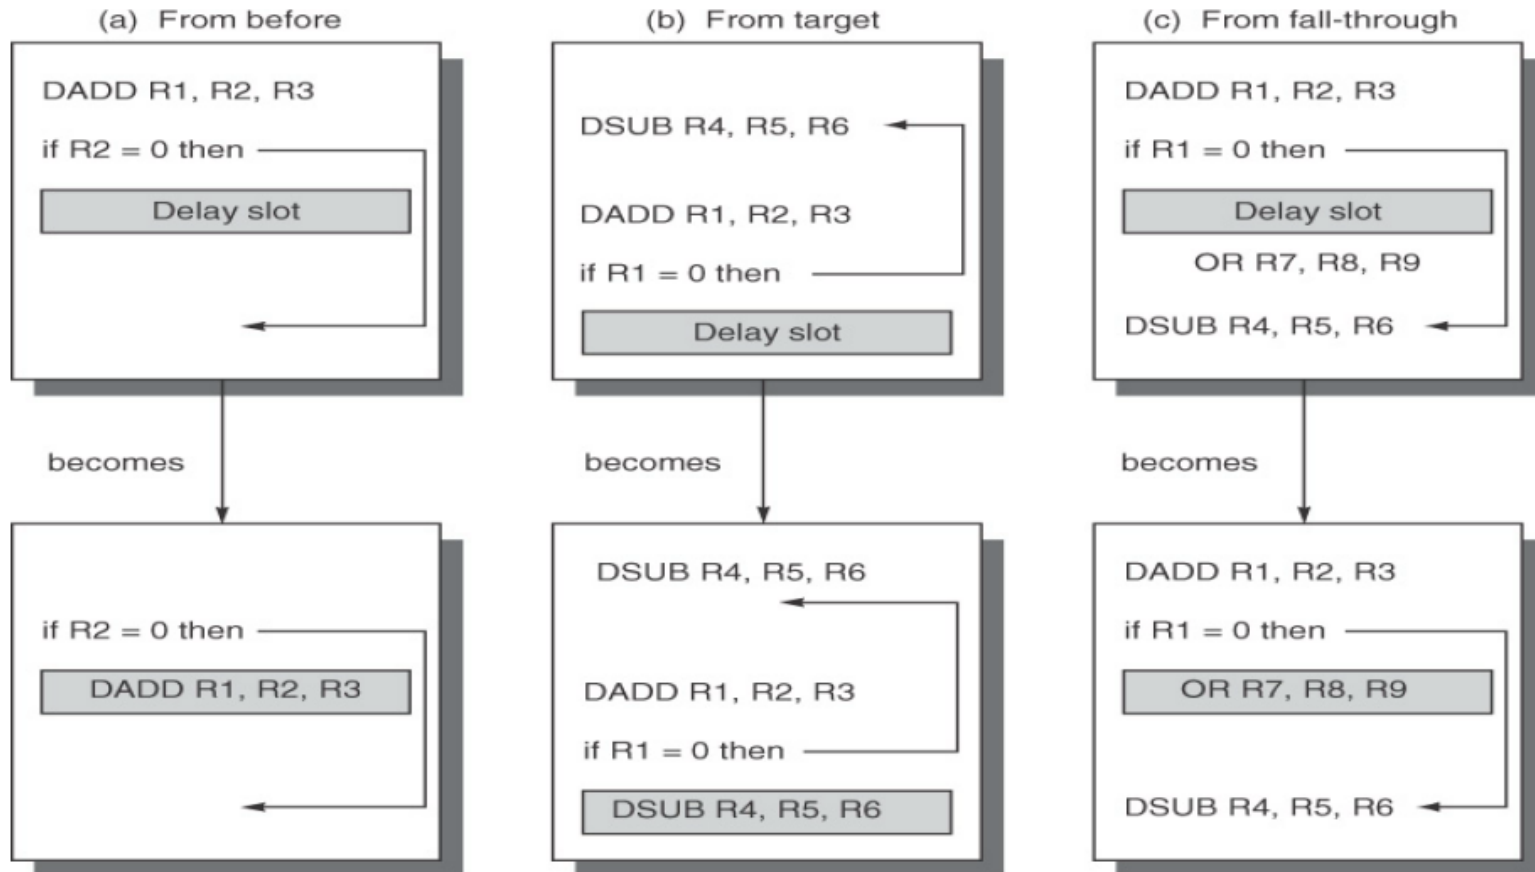 (a) From before
DADD R1, R2, R3
if R2 = 0 then
Delay slot
becomes
if R2 = 0 then
DADD R1, R2, R3
(b) From target
DSUB R4, R5, R6
DADD R1, R2, R3
if R1 = 0 then
Delay slot
becomes
DSUB R4, R5, R6
DADD R1, R2, R3
if R1 = 0 then
DSUB R4, R5, R6
(c) From fall-through
DADD R1, R2, R3
if R1 = 0 then
Delay slot
OR R7, R8, R9
DSUB R4, R5, R6
becomes
DADD R1, R2, R3
if R1 = 0 then
OR R7, R8, R9
DSUB R4, R5, R6